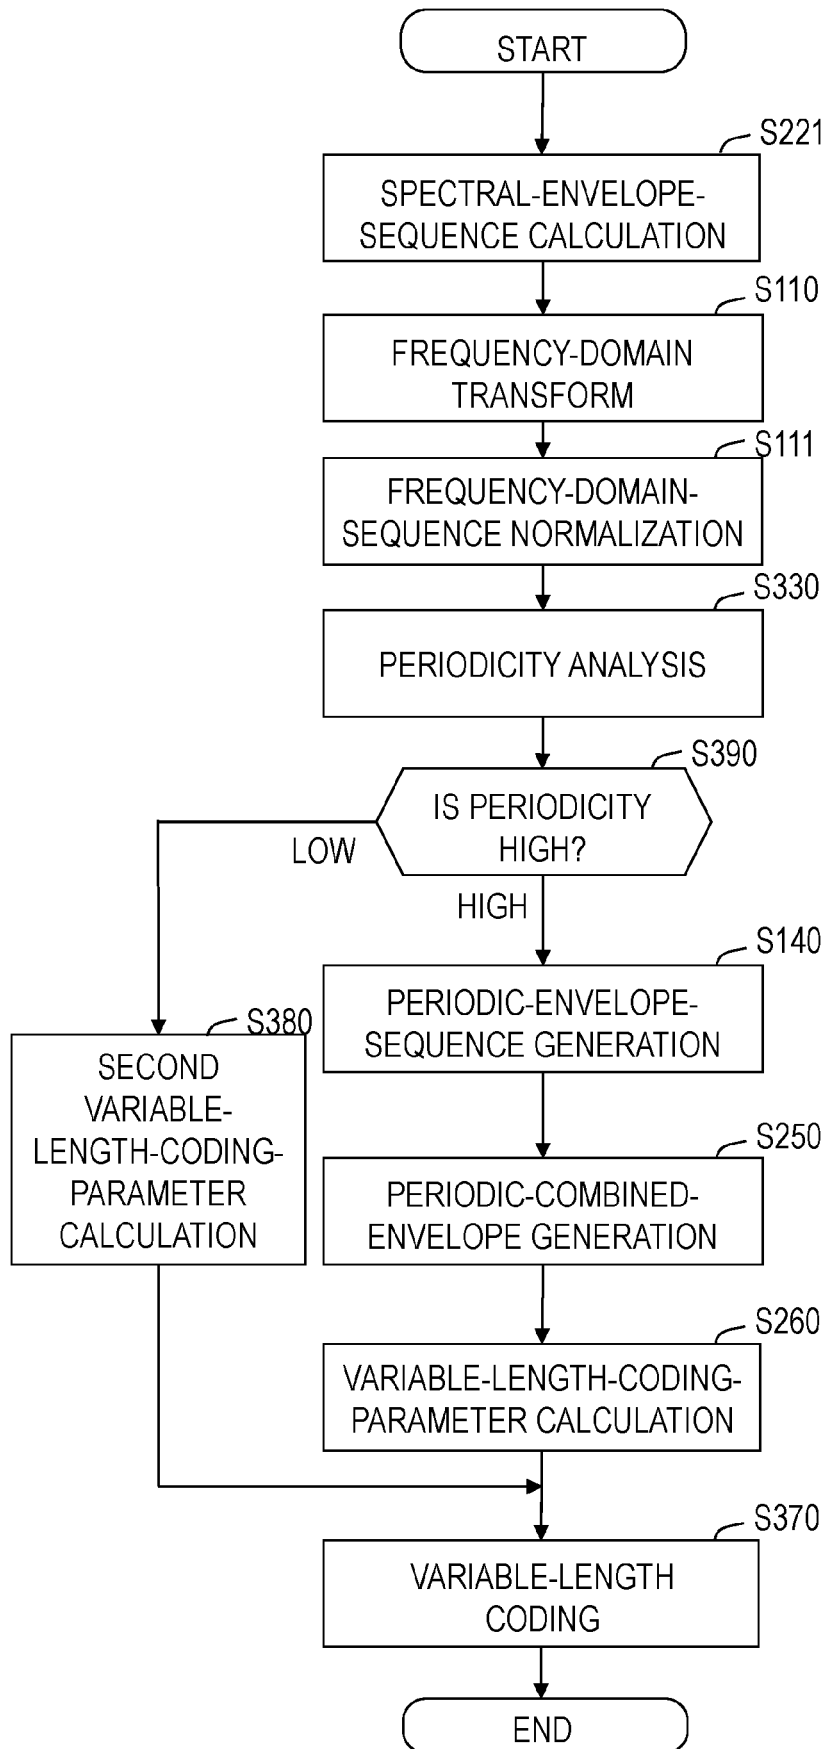 START
S221
SPECTRAL-ENVELOPE-
SEQUENCE CALCULATION
S110
FREQUENCY-DOMAIN
TRANSFORM
S111
FREQUENCY-DOMAIN-
SEQUENCE NORMALIZATION
S330
PERIODICITY ANALYSIS
S390
IS PERIODICITY
HIGH?
LOW
HIGH
S140
PERIODIC-ENVELOPE-
SEQUENCE GENERATION
S380
SECOND
VARIABLE-
LENGTH-CODING-
PARAMETER
CALCULATION
S250
PERIODIC-COMBINED-
ENVELOPE GENERATION
S260
VARIABLE-LENGTH-CODING-
PARAMETER CALCULATION
S370
VARIABLE-LENGTH
CODING
END